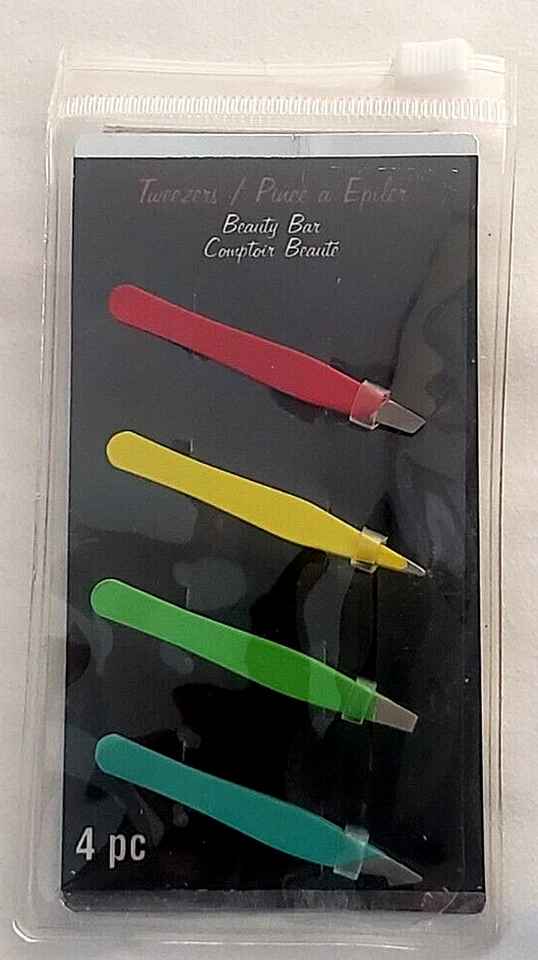 Tweezers / Pince a Epiler
Beauty Bar
Comptoir Beauté
4 pc